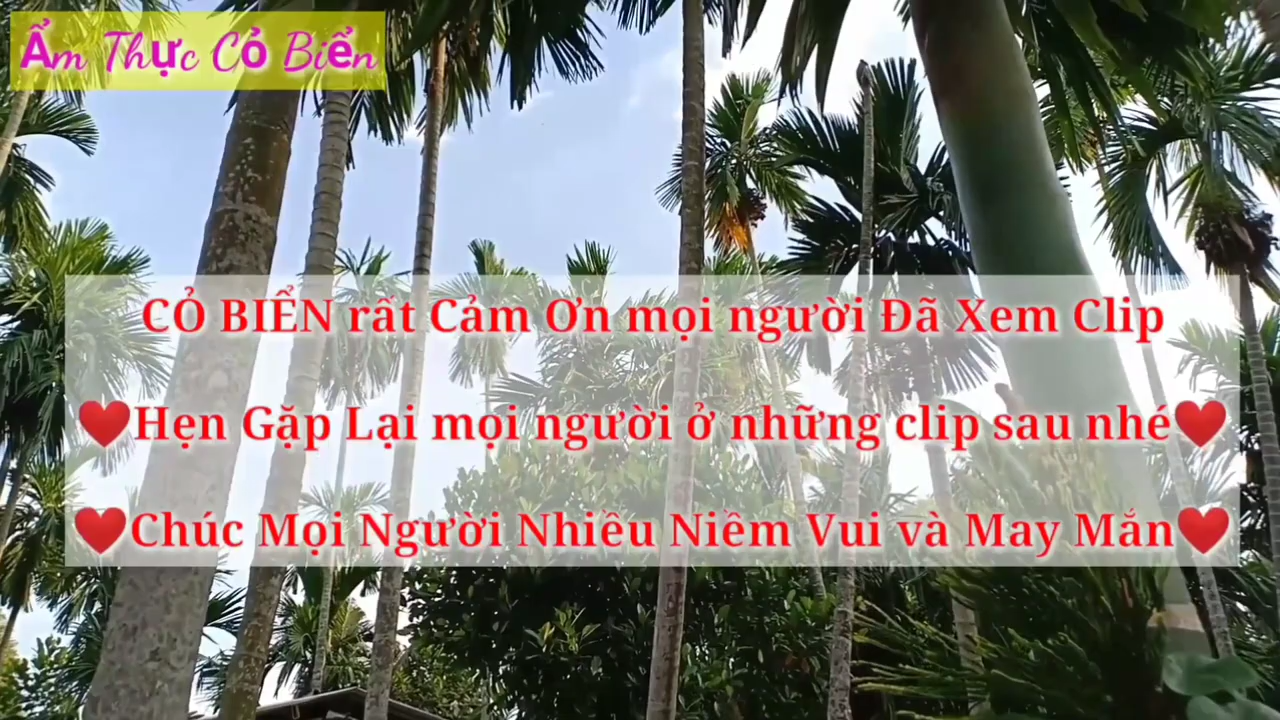 Ẩm Thực Cỏ Biển
CỎ BIỂN rất Cảm Ơn mọi người Đã Xem Clip
❤️Hẹn Gặp Lại mọi người ở những clip sau nhé❤️
❤️Chúc Mọi Người Nhiều Niềm Vui và May Mắn❤️